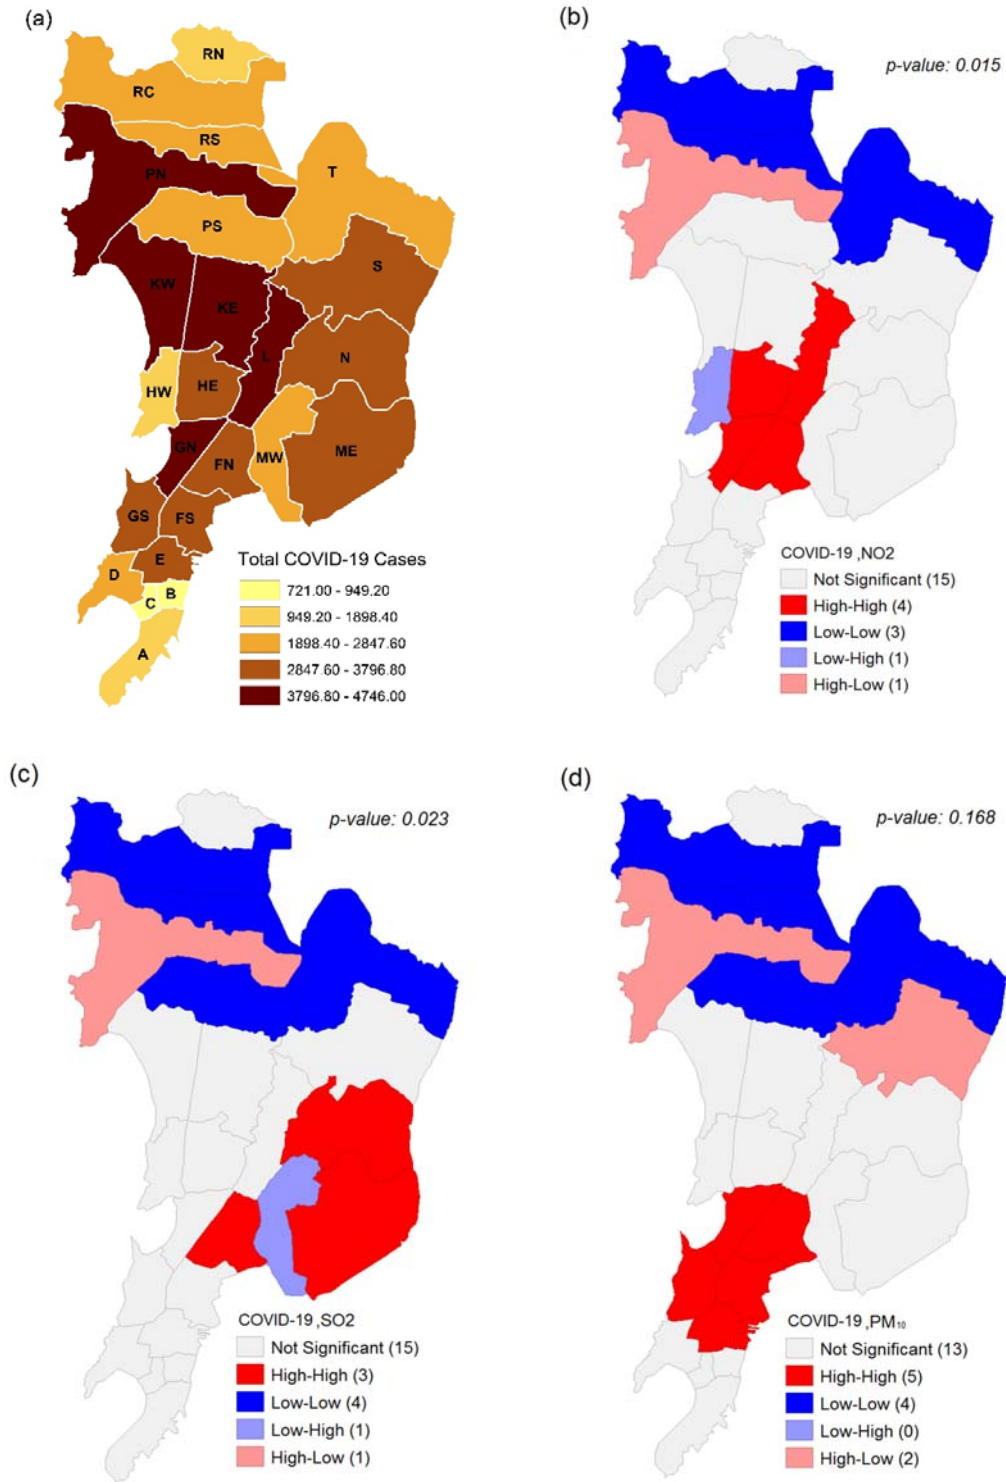 (a)
RN
RC
RS
T
PN
PS
S
KW
KE
L
N
HW
HE
GN
FN
MW
ME
GS
FS
E
D
C
B
A
Total COVID-19 Cases
721.00 - 949.20
949.20 - 1898.40
1898.40 - 2847.60
2847.60 - 3796.80
3796.80 - 4746.00
(b)
p-value: 0.015
COVID-19 ,NO2
Not Significant (15)
High-High (4)
Low-Low (3)
Low-High (1)
High-Low (1)
(c)
p-value: 0.023
COVID-19 ,SO2
Not Significant (15)
High-High (3)
Low-Low (4)
Low-High (1)
High-Low (1)
(d)
p-value: 0.168
COVID-19 ,PM₁₀
Not Significant (13)
High-High (5)
Low-Low (4)
Low-High (0)
High-Low (2)